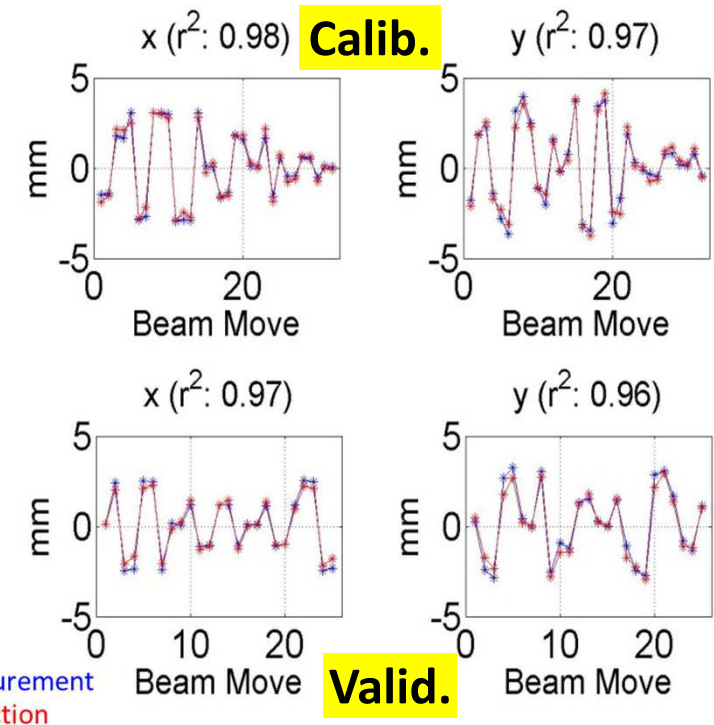 x (r²: 0.98)
Calib.
y (r²: 0.97)
5
0
-5
mm
0
20
Beam Move
5
0
-5
mm
0
20
Beam Move
x (r²: 0.97)
y (r²: 0.96)
5
0
-5
mm
0
10
20
Beam Move
5
0
-5
mm
0
10
20
Beam Move
Valid.
urement
ction